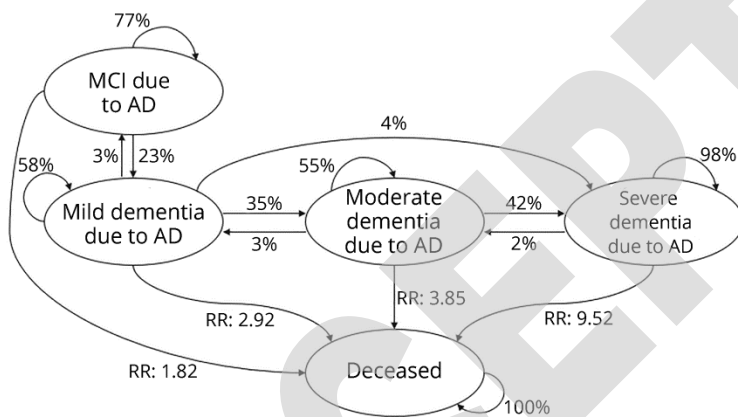 77%
MCI due
to AD
3%
23%
4%
58%
55%
98%
Mild dementia
due to AD
35%
3%
Moderate
dementia
due to AD
42%
2%
Severe
dementia
due to AD
RR: 2.92
RR: 3.85
RR: 9.52
RR: 1.82
Deceased
100%
CEPT